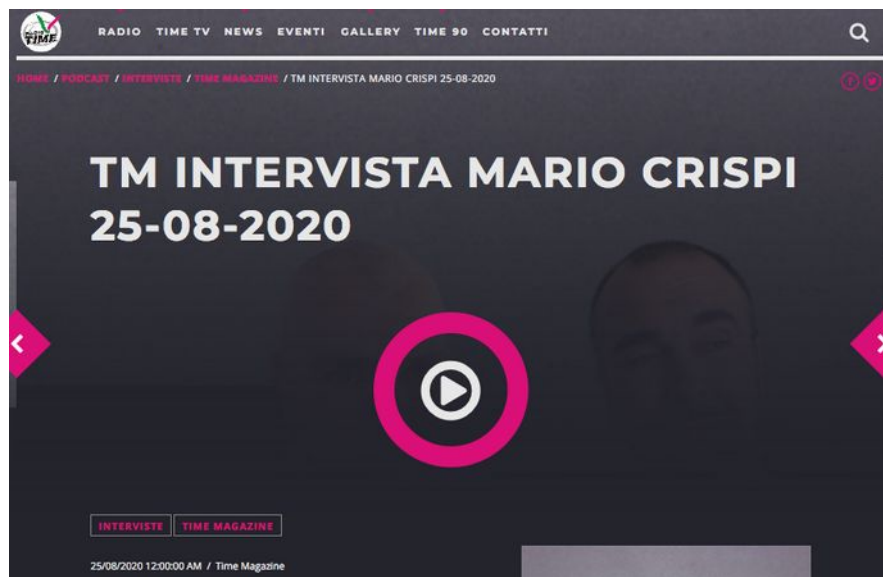 TIME
RADIO TIME TV NEWS EVENTI GALLERY TIME 90 CONTATTI
HOME / PODCAST / INTERVISTE / TIME MAGAZINE / TM INTERVISTA MARIO CRISPI 25-08-2020
TM INTERVISTA MARIO CRISPI
25-08-2020
INTERVISTE TIME MAGAZINE
25/08/2020 12:00:00 AM / Time Magazine